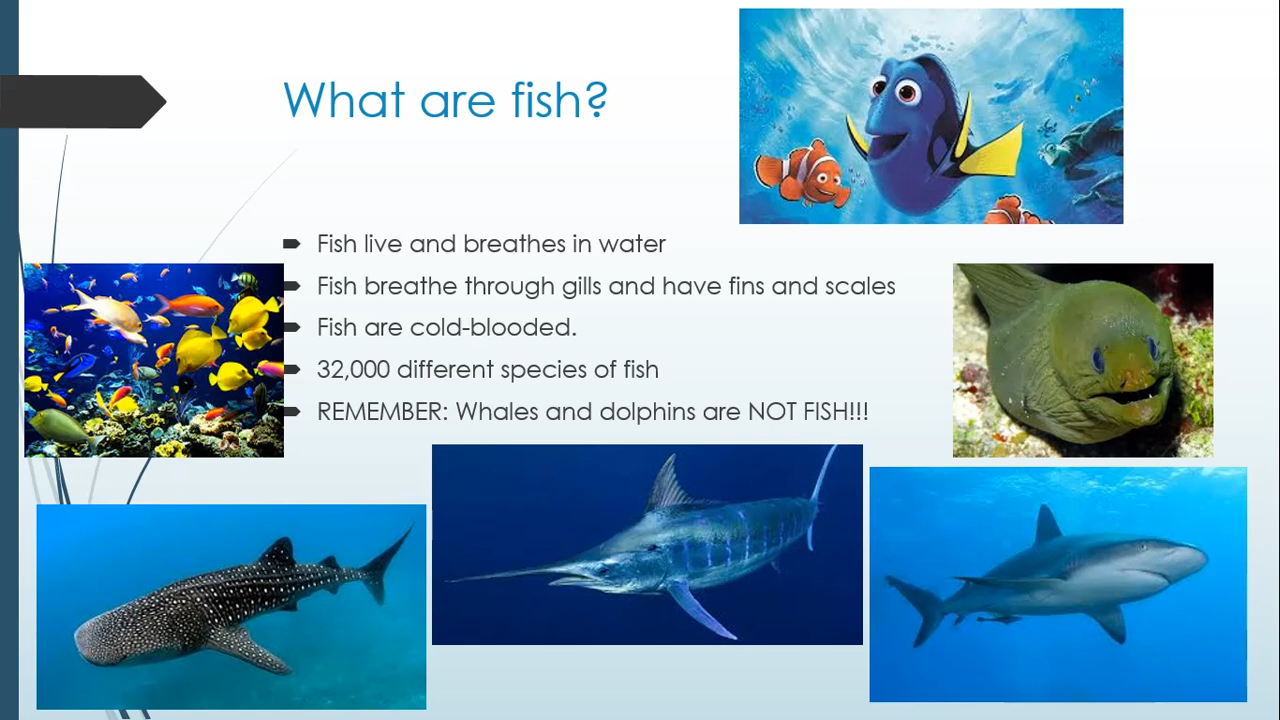 What are fish?
Fish live and breathes in water
Fish breathe through gills and have fins and scales
Fish are cold-blooded.
32,000 different species of fish
REMEMBER: Whales and dolphins are NOT FISH!!!